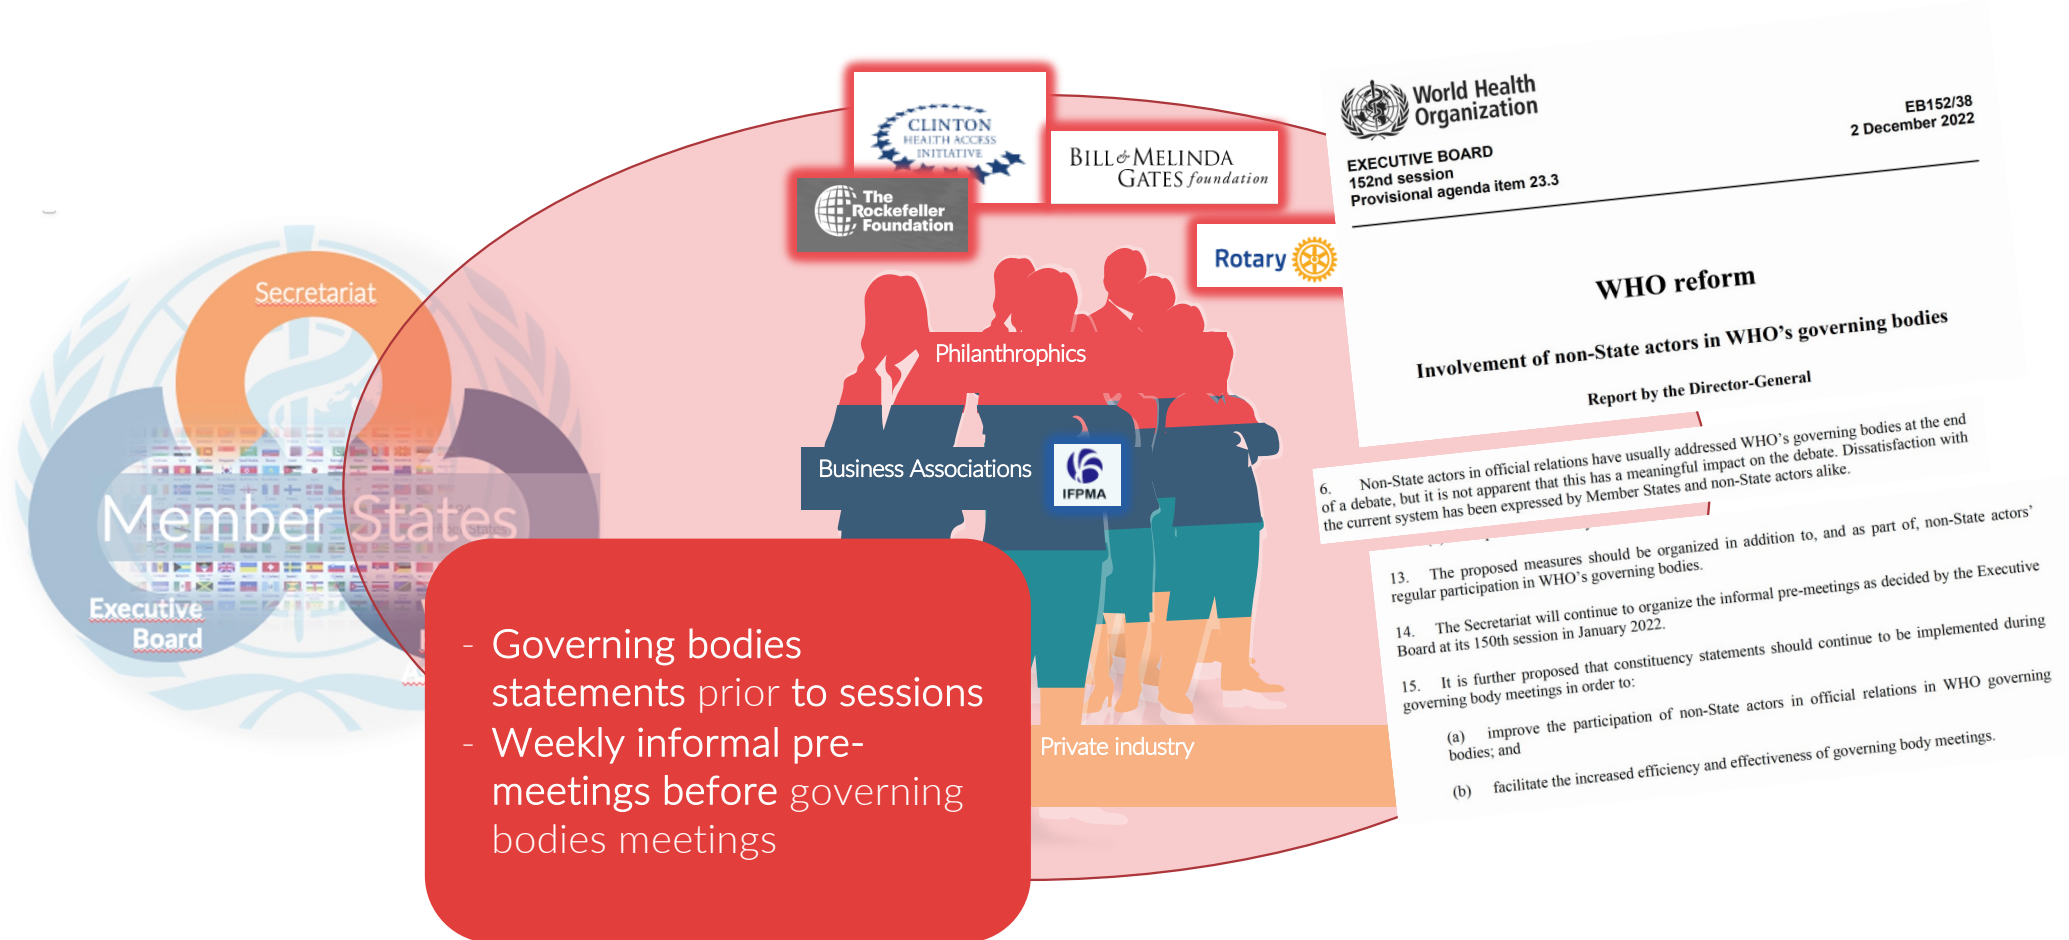 Secretariat
Member States
Executive
Board
CLINTON
HEALTH ACCESS
INITIATIVE
BILL & MELINDA
GATES foundation
The
Rockefeller
Foundation
Rotary
Philanthrophics
Business Associations
IFPMA
Private industry
- Governing bodies
statements prior to sessions
- Weekly informal pre-
meetings before governing
bodies meetings
World Health
Organization
EXECUTIVE BOARD
152nd session
Provisional agenda item 23.3
EB152/38
2 December 2022
WHO reform
Involvement of non-State actors in WHO's governing bodies
Report by the Director-General
6. Non-State actors in official relations have usually addressed WHO's governing bodies at the end
of a debate, but it is not apparent that this has a meaningful impact on the debate. Dissatisfaction with
the current system has been expressed by Member States and non-State actors alike.
13. The proposed measures should be organized in addition to, and as part of, non-State actors'
regular participation in WHO's governing bodies.
14. The Secretariat will continue to organize the informal pre-meetings as decided by the Executive
Board at its 150th session in January 2022.
15. It is further proposed that constituency statements should continue to be implemented during
governing body meetings in order to:
(a) improve the participation of non-State actors in official relations in WHO governing
bodies; and
(b) facilitate the increased efficiency and effectiveness of governing body meetings.